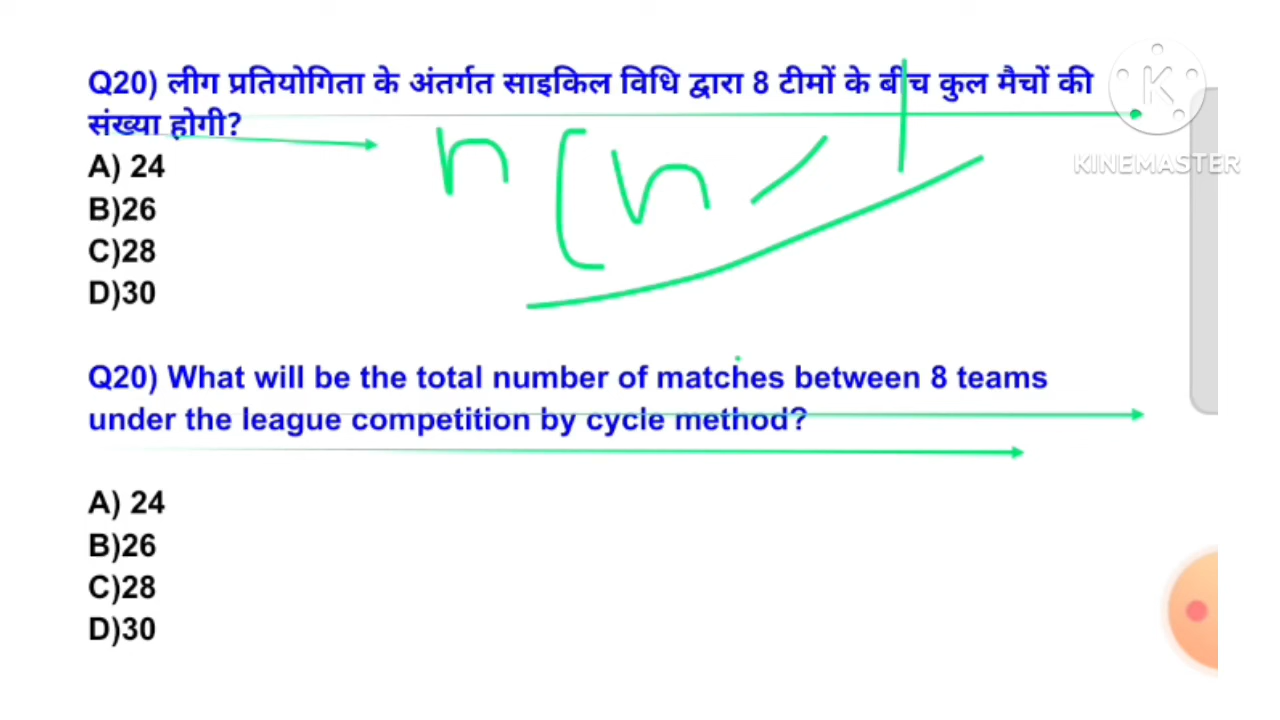 Q20) लीग प्रतियोगिता के अंतर्गत साइकिल विधि द्वारा 8 टीमों के बीच कुल मैचों की
संख्या होगी?
n [n - 1
KINEMASTER
A) 24
B)26
C)28
D)30
Q20) What will be the total number of matches between 8 teams
under the league competition by cycle method?
A) 24
B)26
C)28
D)30